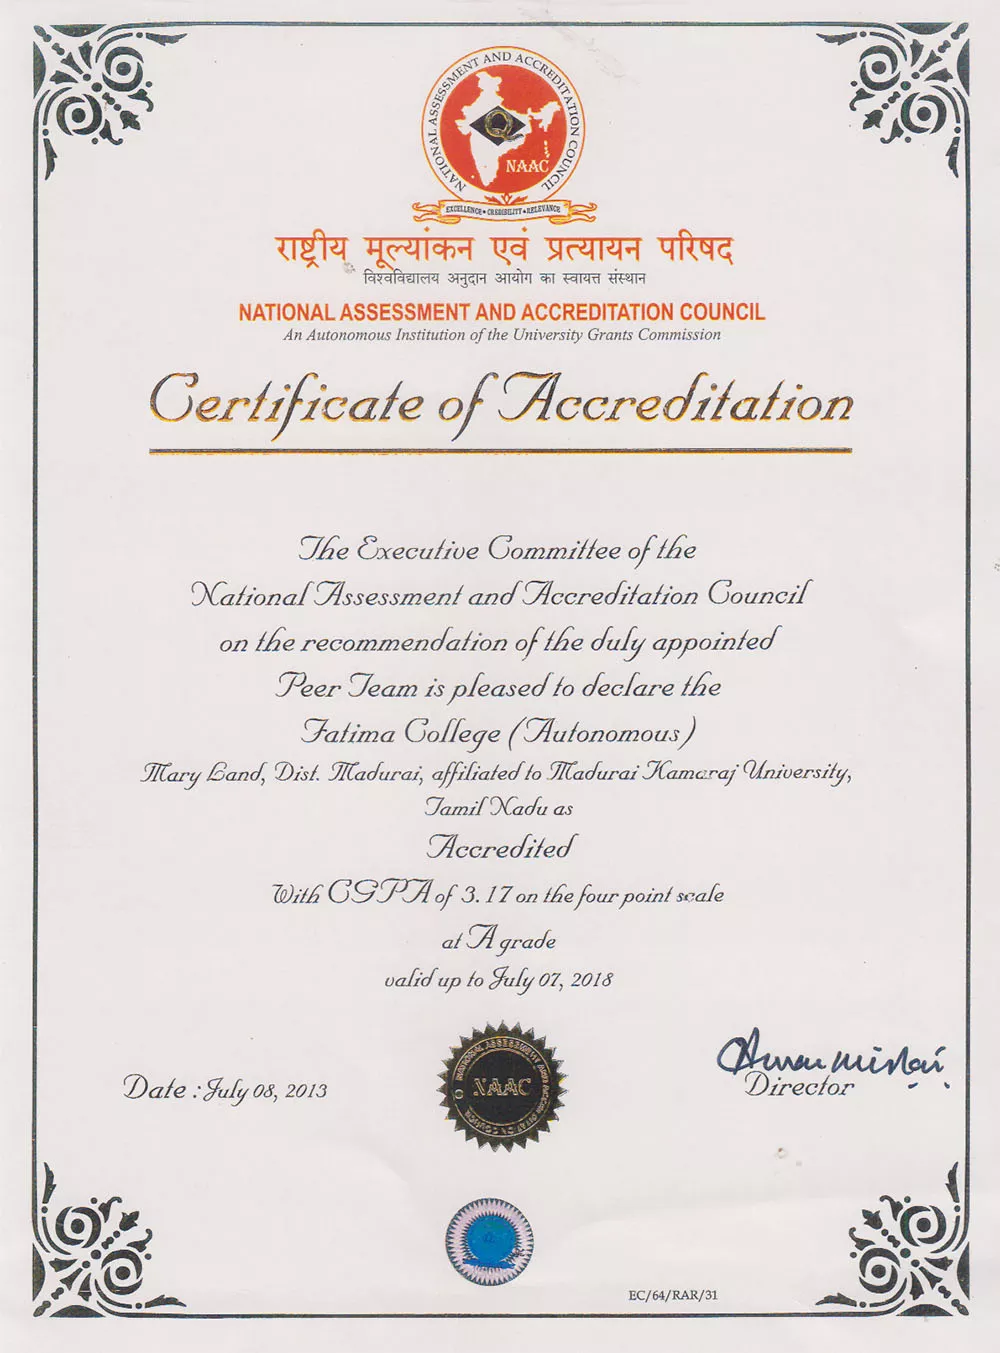 NATIONAL ASSESSMENT AND ACCREDITATION COUNCIL
Q
NAAC
EXCELLENCE • CREDIBILITY • RELEVANCE
राष्ट्रीय मूल्यांकन एवं प्रत्यायन परिषद
विश्वविद्यालय अनुदान आयोग का स्वायत्त संस्थान
NATIONAL ASSESSMENT AND ACCREDITATION COUNCIL
An Autonomous Institution of the University Grants Commission
Certificate of Accreditation
The Executive Committee of the
National Assessment and Accreditation Council
on the recommendation of the duly appointed
Peer Team is pleased to declare the
Fatima College (Autonomous)
Mary Land, Dist. Madurai, affiliated to Madurai Kamaraj University,
Tamil Nadu as
Accredited
With CGPA of 3.17 on the four point scale
at A grade
valid up to July 07, 2018
NATIONAL ASSESSMENT AND ACCREDITATION COUNCIL
NAAC
Date : July 08, 2013
Director
EC/64/RAR/31